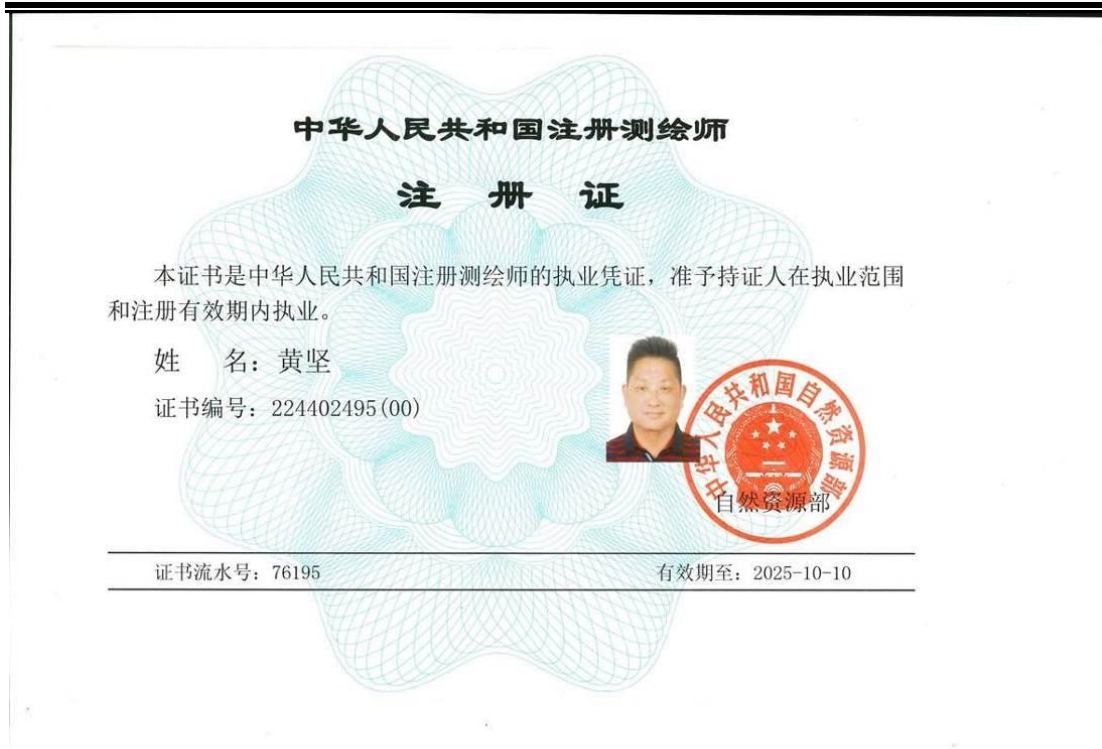 中华人民共和国注册测绘师
注 册 证
本证书是中华人民共和国注册测绘师的执业凭证，准予持证人在执业范围
和注册有效期内执业。
姓 名：黄坚
证书编号：224402495(00)
中华人民共和国自然资源部
自然资源部
证书流水号：76195
有效期至：2025-10-10